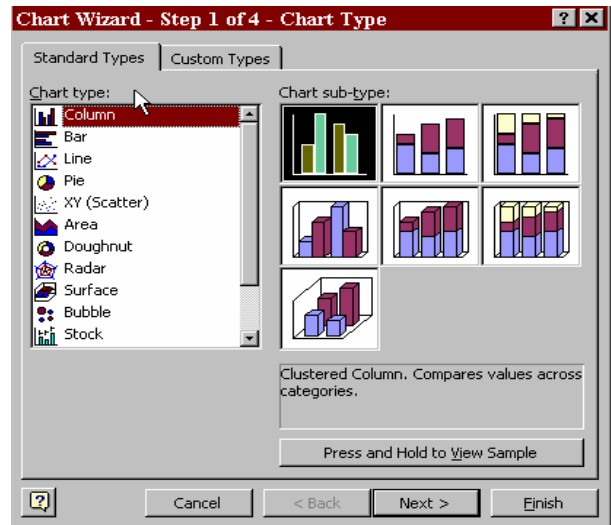 Chart Wizard - Step 1 of 4 - Chart Type
Standard Types
Custom Types
Chart type:
Column
Bar
Line
Pie
XY (Scatter)
Area
Doughnut
Radar
Surface
Bubble
Stock
Chart sub-type:
Clustered Column. Compares values across
categories.
Press and Hold to View Sample
Cancel
< Back
Next >
Finish